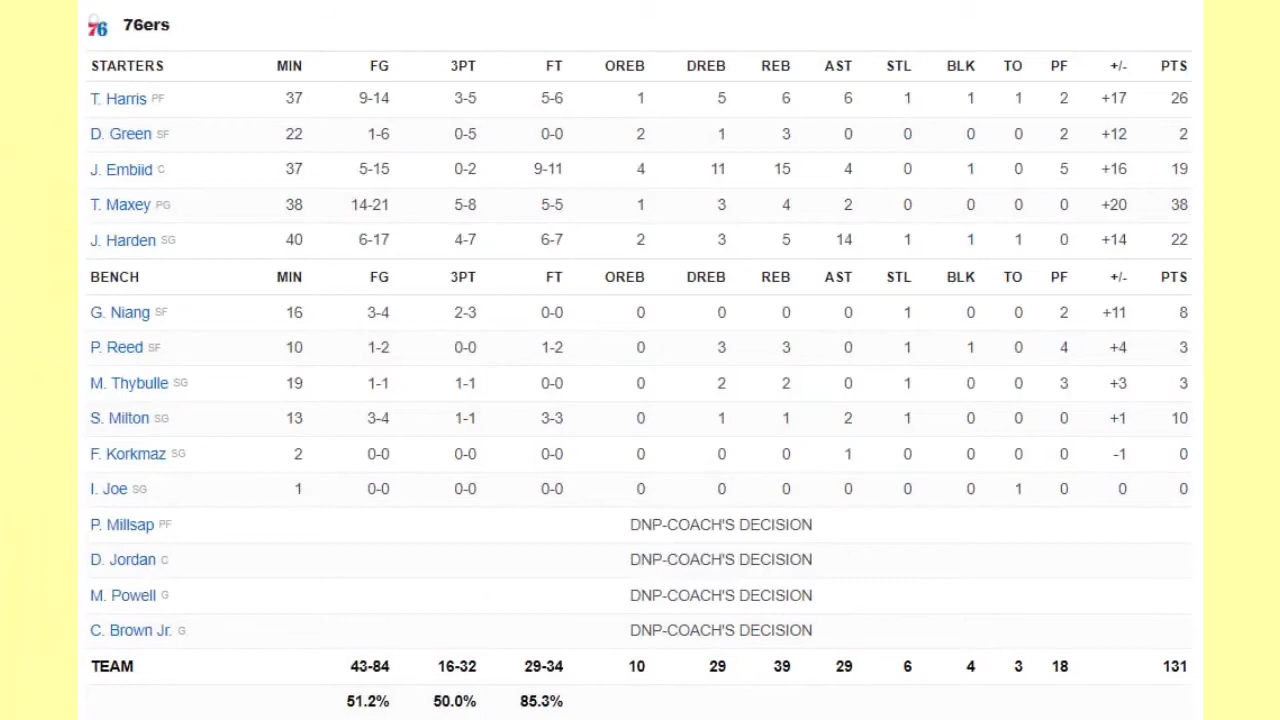 76 76ers
STARTERS MIN FG 3PT FT OREB DREB REB AST STL BLK TO PF +/- PTS
T. Harris PF 37 9-14 3-5 5-6 1 5 6 6 1 1 1 2 +17 26
D. Green SF 22 1-6 0-5 0-0 2 1 3 0 0 0 0 2 +12 2
J. Embiid C 37 5-15 0-2 9-11 4 11 15 4 0 1 0 5 +16 19
T. Maxey PG 38 14-21 5-8 5-5 1 3 4 2 0 0 0 0 +20 38
J. Harden SG 40 6-17 4-7 6-7 2 3 5 14 1 1 1 0 +14 22
BENCH MIN FG 3PT FT OREB DREB REB AST STL BLK TO PF +/- PTS
G. Niang SF 16 3-4 2-3 0-0 0 0 0 0 1 0 0 2 +11 8
P. Reed SF 10 1-2 0-0 1-2 0 3 3 0 1 1 0 4 +4 3
M. Thybulle SG 19 1-1 1-1 0-0 0 2 2 0 1 0 0 3 +3 3
S. Milton SG 13 3-4 1-1 3-3 0 1 1 2 1 0 0 0 +1 10
F. Korkmaz SG 2 0-0 0-0 0-0 0 0 0 1 0 0 0 0 -1 0
I. Joe SG 1 0-0 0-0 0-0 0 0 0 0 0 0 1 0 0 0
P. Millsap PF DNP-COACH'S DECISION
D. Jordan C DNP-COACH'S DECISION
M. Powell G DNP-COACH'S DECISION
C. Brown Jr. G DNP-COACH'S DECISION
TEAM 43-84 16-32 29-34 10 29 39 29 6 4 3 18 131
51.2% 50.0% 85.3%